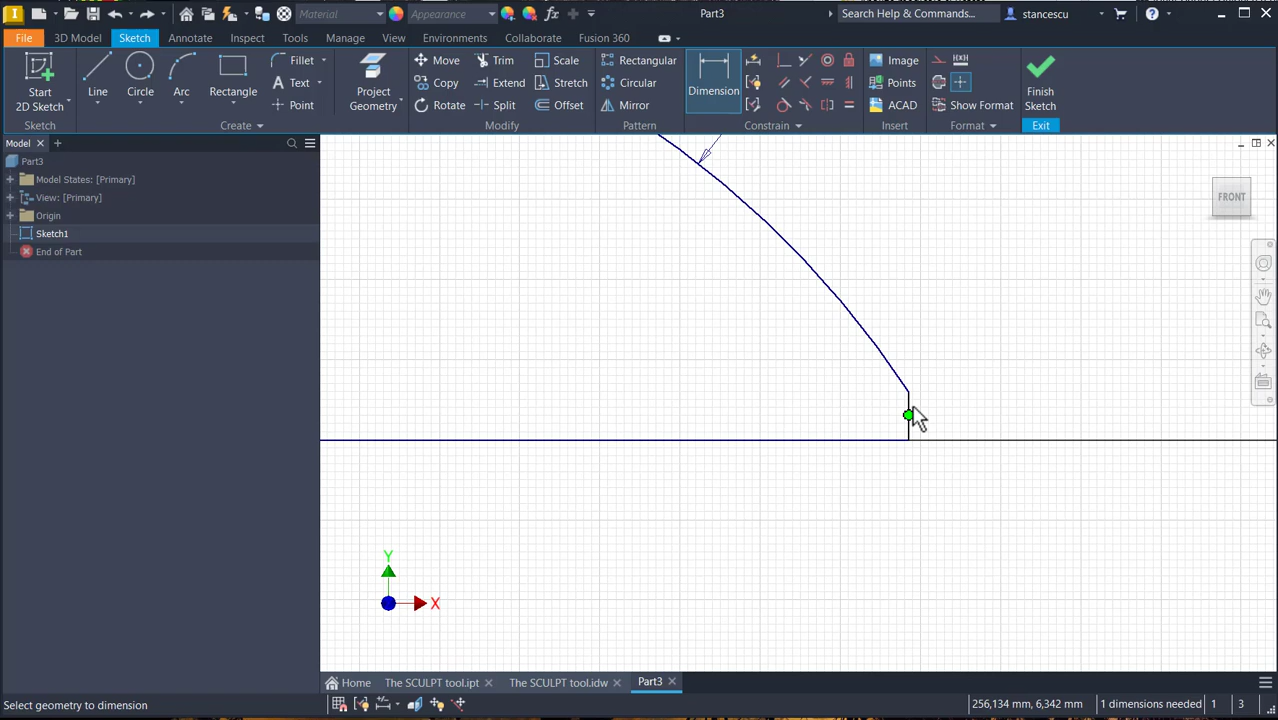 Material
Appearance
fx
Part3
Search Help & Commands...
stancescu
File
3D Model
Sketch
Annotate
Inspect
Tools
Manage
View
Environments
Collaborate
Fusion 360
Start
2D Sketch
Line
Circle
Arc
Rectangle
Fillet
Text
Point
Project
Geometry
Move
Copy
Rotate
Trim
Extend
Split
Scale
Stretch
Offset
Rectangular
Circular
Mirror
Dimension
Image
Points
ACAD
Show Format
Finish
Sketch
Sketch
Create
Modify
Pattern
Constrain
Insert
Format
Exit
Model
Part3
Model States: [Primary]
View: [Primary]
Origin
Sketch1
End of Part
FRONT
Y
X
Home
The SCULPT tool.ipt
The SCULPT tool.idw
Part3
Select geometry to dimension
256,134 mm, 6,342 mm
1 dimensions needed
1
3